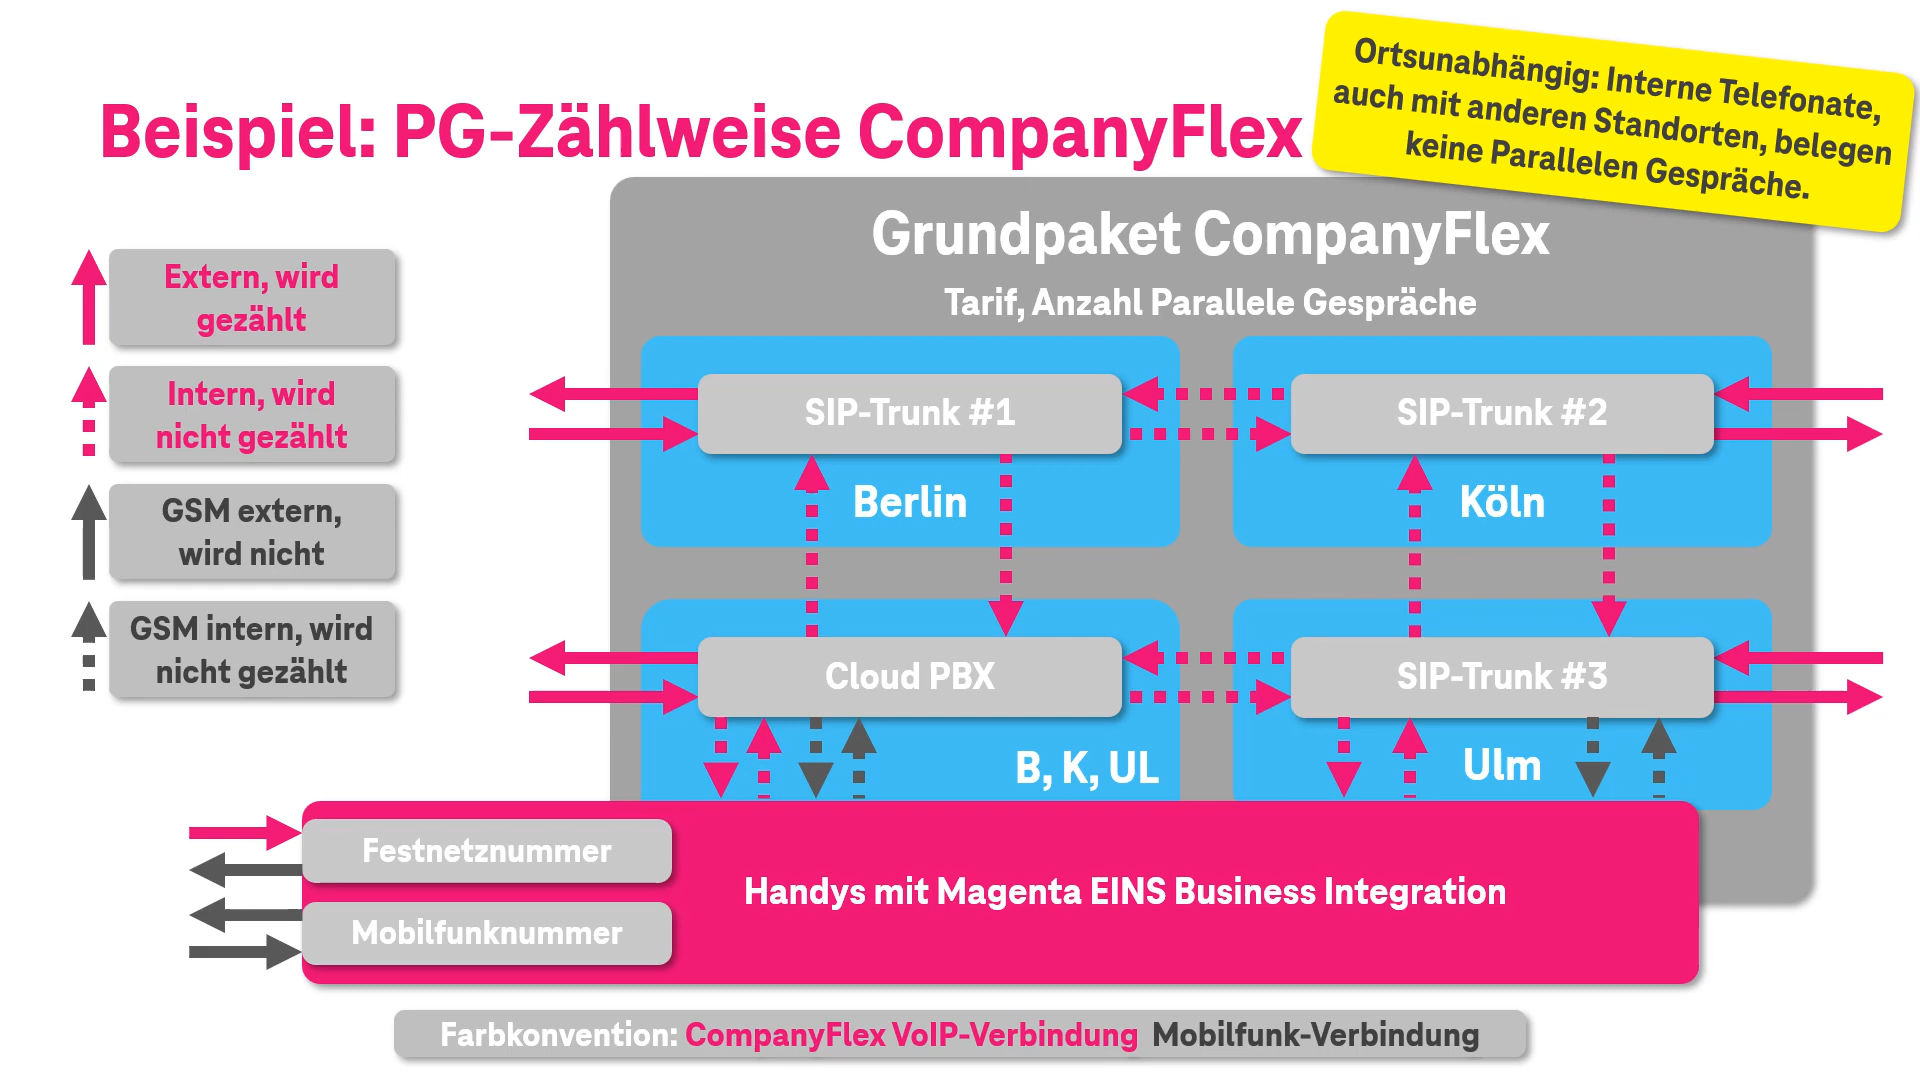 Ortsunabhängig: Interne Telefonate,
auch mit anderen Standorten, belegen
keine Parallelen Gespräche.
Beispiel: PG-Zählweise CompanyFlex
Grundpaket CompanyFlex
Tarif, Anzahl Parallele Gespräche
Extern, wird
gezählt
Intern, wird
nicht gezählt
GSM extern,
wird nicht
GSM intern, wird
nicht gezählt
SIP-Trunk #1
Berlin
SIP-Trunk #2
Köln
Cloud PBX
B, K, UL
SIP-Trunk #3
Ulm
Festnetznummer
Mobilfunknummer
Handys mit Magenta EINS Business Integration
Farbkonvention: CompanyFlex VoIP-Verbindung Mobilfunk-Verbindung